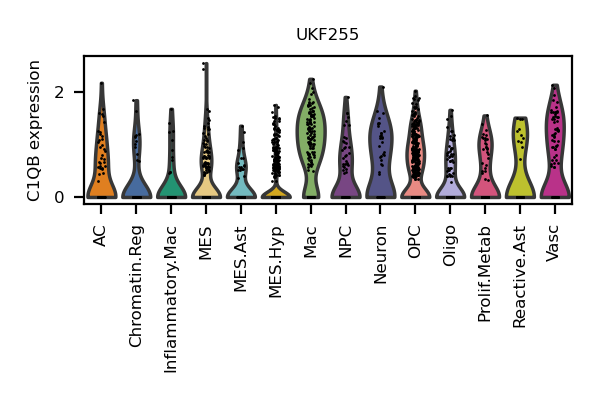 UKF255
C1QB expression
2
0
AC
Chromatin.Reg
Inflammatory.Mac
MES
MES.Ast
MES.Hyp
Mac
NPC
Neuron
OPC
Oligo
Prolif.Metab
Reactive.Ast
Vasc